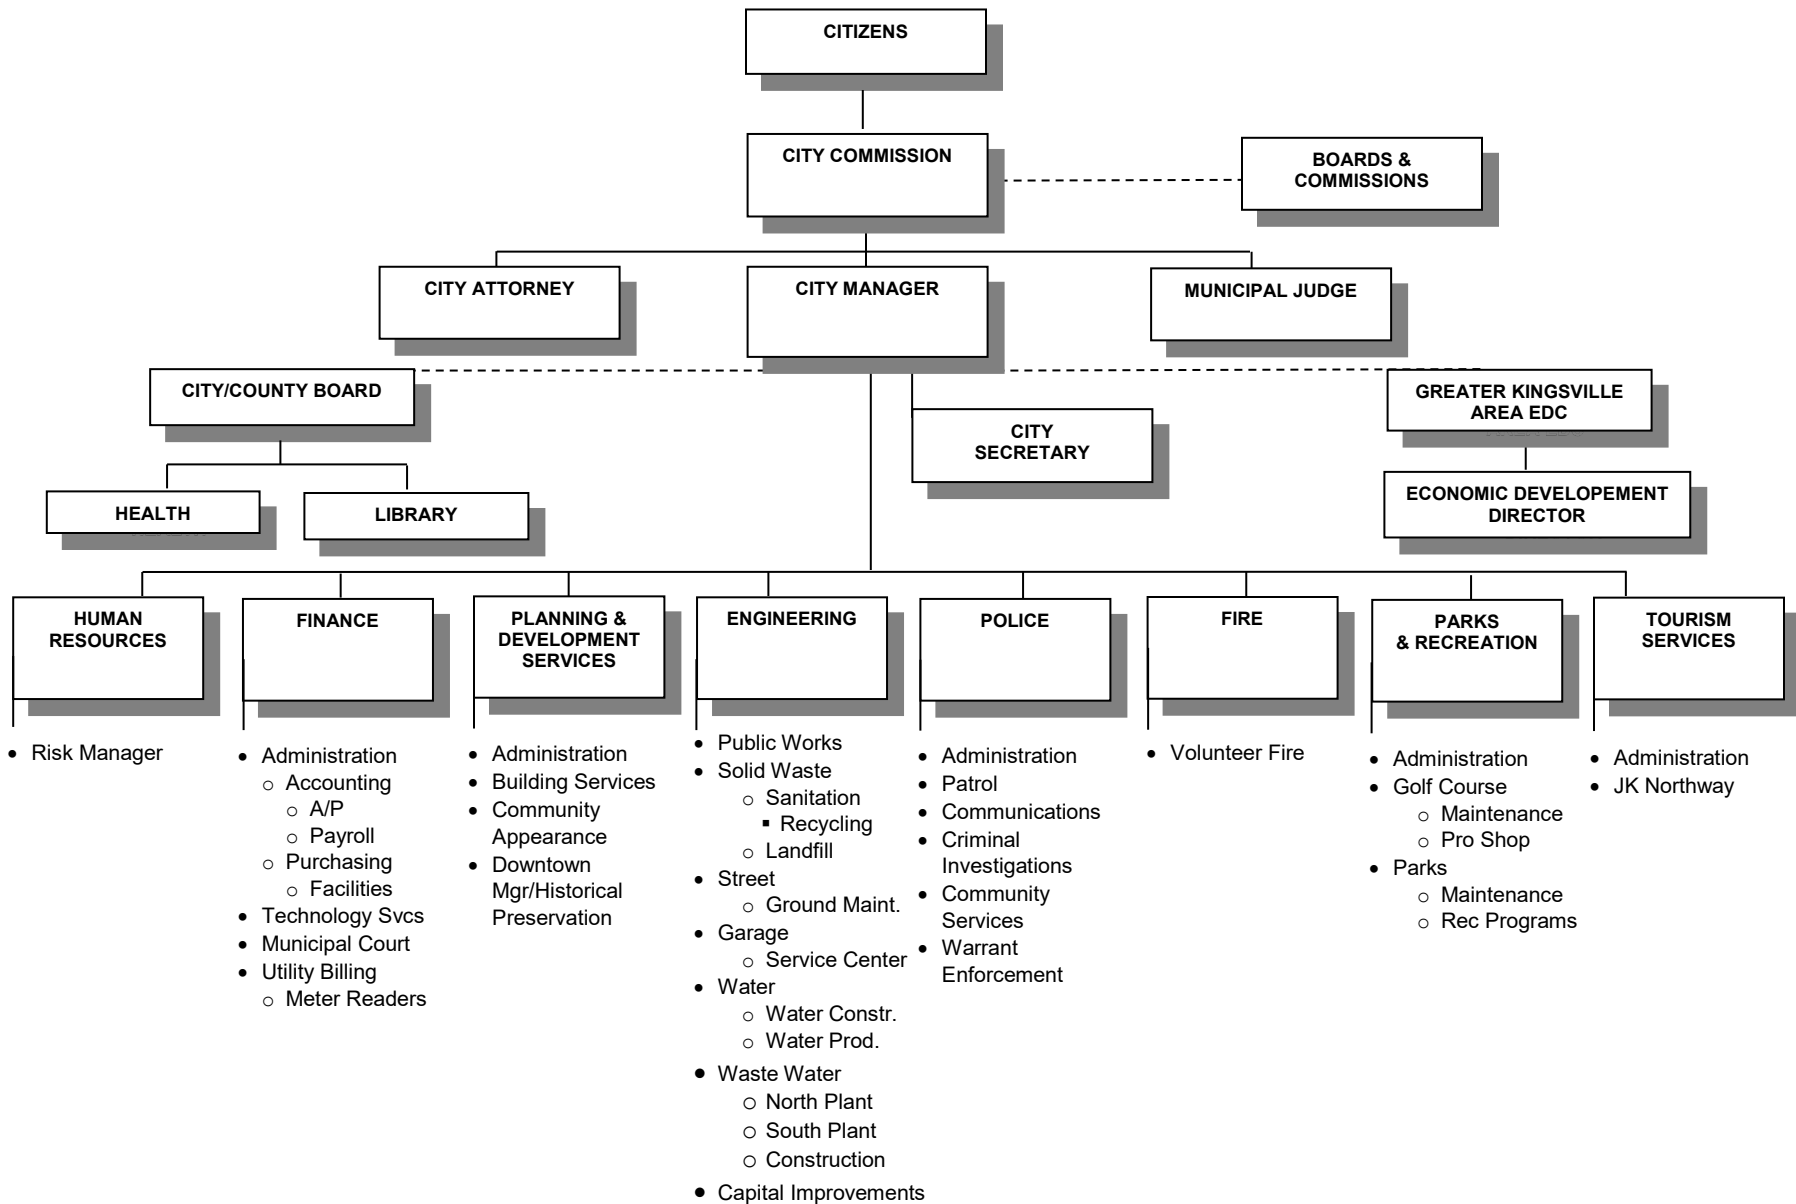 CITIZENS
CITY COMMISSION
BOARDS &
COMMISSIONS
CITY ATTORNEY
CITY MANAGER
MUNICIPAL JUDGE
CITY/COUNTY BOARD
GREATER KINGSVILLE
AREA EDC
CITY
SECRETARY
HEALTH
LIBRARY
ECONOMIC DEVELOPEMENT
DIRECTOR
HUMAN
RESOURCES
• Risk Manager
FINANCE
• Administration
○ Accounting
○ A/P
○ Payroll
○ Purchasing
○ Facilities
• Technology Svcs
• Municipal Court
• Utility Billing
○ Meter Readers
PLANNING &
DEVELOPMENT
SERVICES
• Administration
• Building Services
• Community
Appearance
• Downtown
Mgr/Historical
Preservation
ENGINEERING
• Public Works
• Solid Waste
○ Sanitation
▪ Recycling
○ Landfill
• Street
○ Ground Maint.
• Garage
○ Service Center
• Water
○ Water Constr.
○ Water Prod.
• Waste Water
○ North Plant
○ South Plant
○ Construction
• Capital Improvements
POLICE
• Administration
• Patrol
• Communications
• Criminal
Investigations
• Community
Services
• Warrant
Enforcement
FIRE
• Volunteer Fire
PARKS
& RECREATION
• Administration
• Golf Course
○ Maintenance
○ Pro Shop
• Parks
○ Maintenance
○ Rec Programs
TOURISM
SERVICES
• Administration
• JK Northway